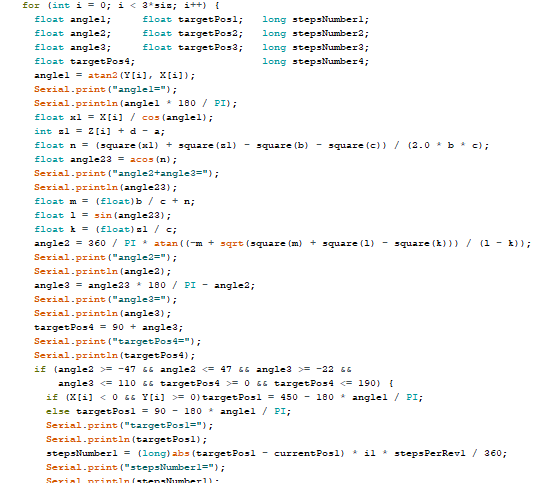 for (int i = 0; i < 3*siz; i++) {
float angle1; float targetPos1; long stepsNumber1;
float angle2; float targetPos2; long stepsNumber2;
float angle3; float targetPos3; long stepsNumber3;
float targetPos4; long stepsNumber4;
angle1 = atan2(Y[i], X[i]);
Serial.print("angle1=");
Serial.println(angle1 * 180 / PI);
float x1 = X[i] / cos(angle1);
int z1 = Z[i] + d - a;
float n = (square(x1) + square(z1) - square(b) - square(c)) / (2.0 * b * c);
float angle23 = acos(n);
Serial.print("angle2+angle3=");
Serial.println(angle23);
float m = (float)b / c + n;
float l = sin(angle23);
float k = (float)z1 / c;
angle2 = 360 / PI * atan((-m + sqrt(square(m) + square(l) - square(k))) / (l - k));
Serial.print("angle2=");
Serial.println(angle2);
angle3 = angle23 * 180 / PI - angle2;
Serial.print("angle3=");
Serial.println(angle3);
targetPos4 = 90 + angle3;
Serial.print("targetPos4=");
Serial.println(targetPos4);
if (angle2 >= -47 && angle2 <= 47 && angle3 >= -22 &&
angle3 <= 110 && targetPos4 >= 0 && targetPos4 <= 190) {
if (X[i] < 0 && Y[i] >= 0)targetPos1 = 450 - 180 * angle1 / PI;
else targetPos1 = 90 - 180 * angle1 / PI;
Serial.print("targetPos1=");
Serial.println(targetPos1);
stepsNumber1 = (long)abs(targetPos1 - currentPos1) * i1 * stepsPerRev1 / 360;
Serial.print("stepsNumber1=");
Serial.println(stepsNumber1);